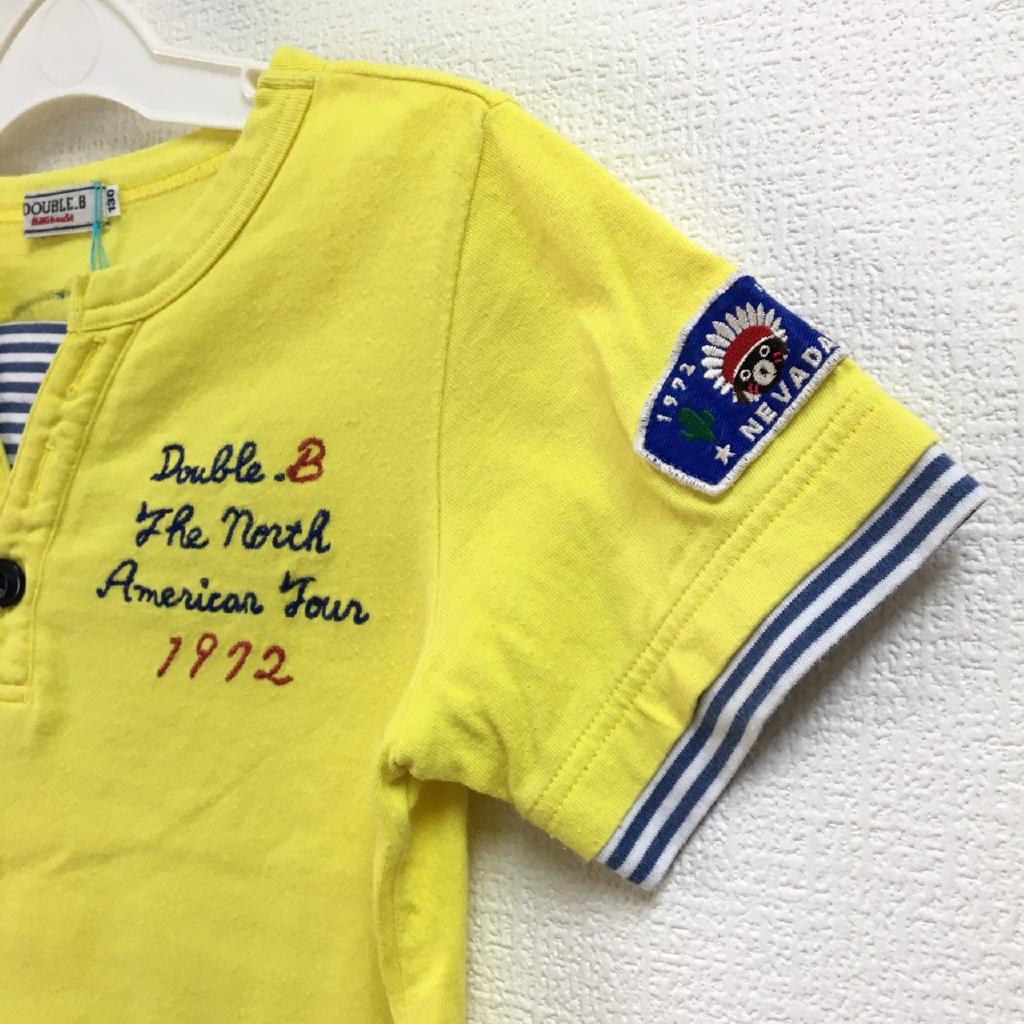 DOUBLE.B
130
Double.B
The North
American Tour
1972
1972
NEVADA